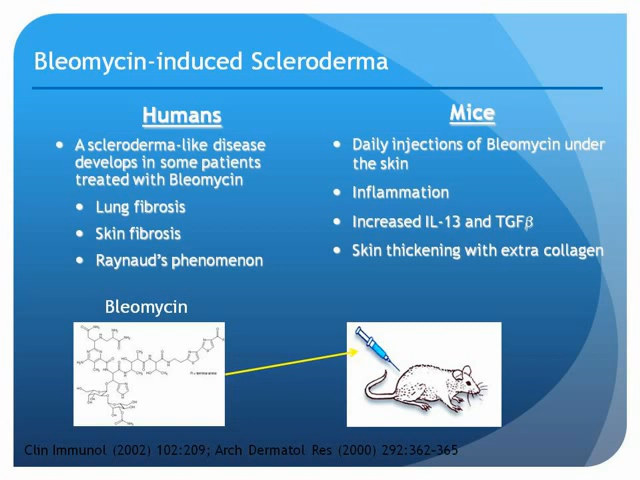 Bleomycin-induced Scleroderma
Humans
• A scleroderma-like disease
develops in some patients
treated with Bleomycin
• Lung fibrosis
• Skin fibrosis
• Raynaud's phenomenon
Mice
• Daily injections of Bleomycin under
the skin
• Inflammation
• Increased IL-13 and TGFβ
• Skin thickening with extra collagen
Bleomycin
Clin Immunol (2002) 102:209; Arch Dermatol Res (2000) 292:362-365